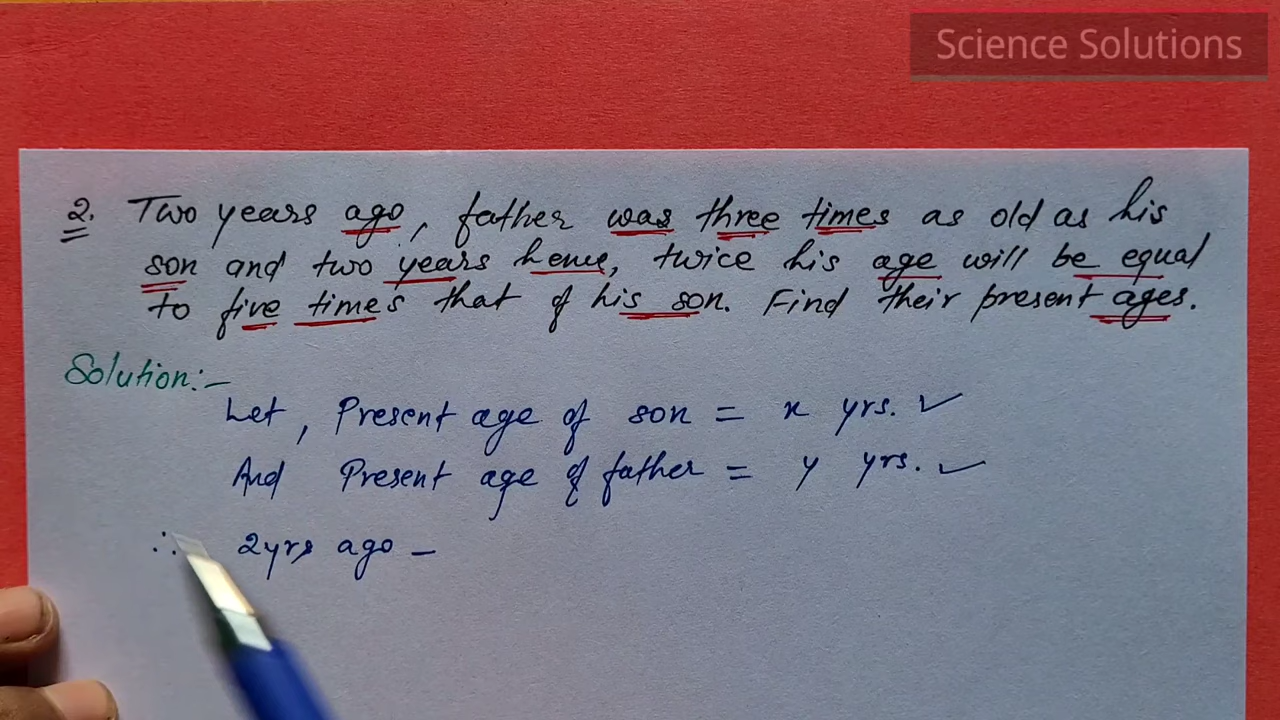 Science Solutions
2. Two years ago, father was three times as old as his
son and two years hence, twice his age will be equal
to five times that of his son. Find their present ages.
Solution:-
Let, Present age of son = x yrs. ✓
And Present age of father = y yrs. ✓
∴ 2yrs ago –